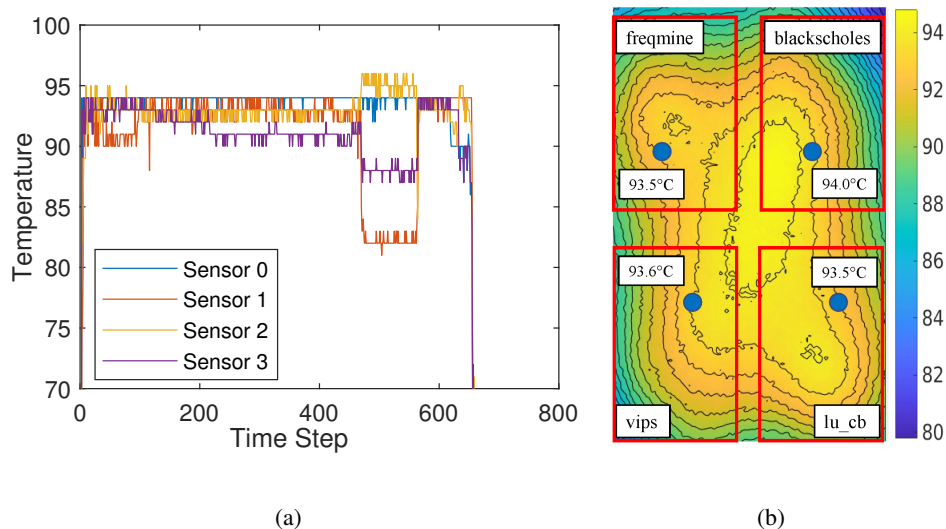 100
95
90
85
80
75
70
0
200
400
600
800
Temperature
Time Step
Sensor 0
Sensor 1
Sensor 2
Sensor 3
(a)
freqmine
blackscholes
93.5°C
94.0°C
93.6°C
93.5°C
vips
lu_cb
94
92
90
88
86
84
82
80
(b)